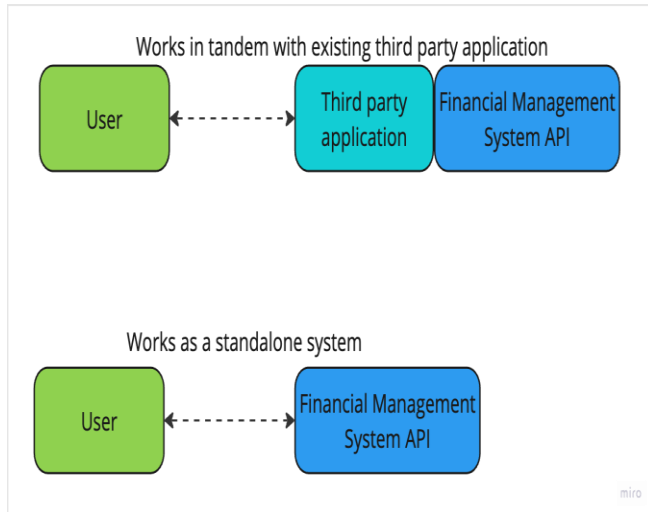 Works in tandem with existing third party application
User
Third party
application
Financial Management
System API
Works as a standalone system
User
Financial Management
System API
miro